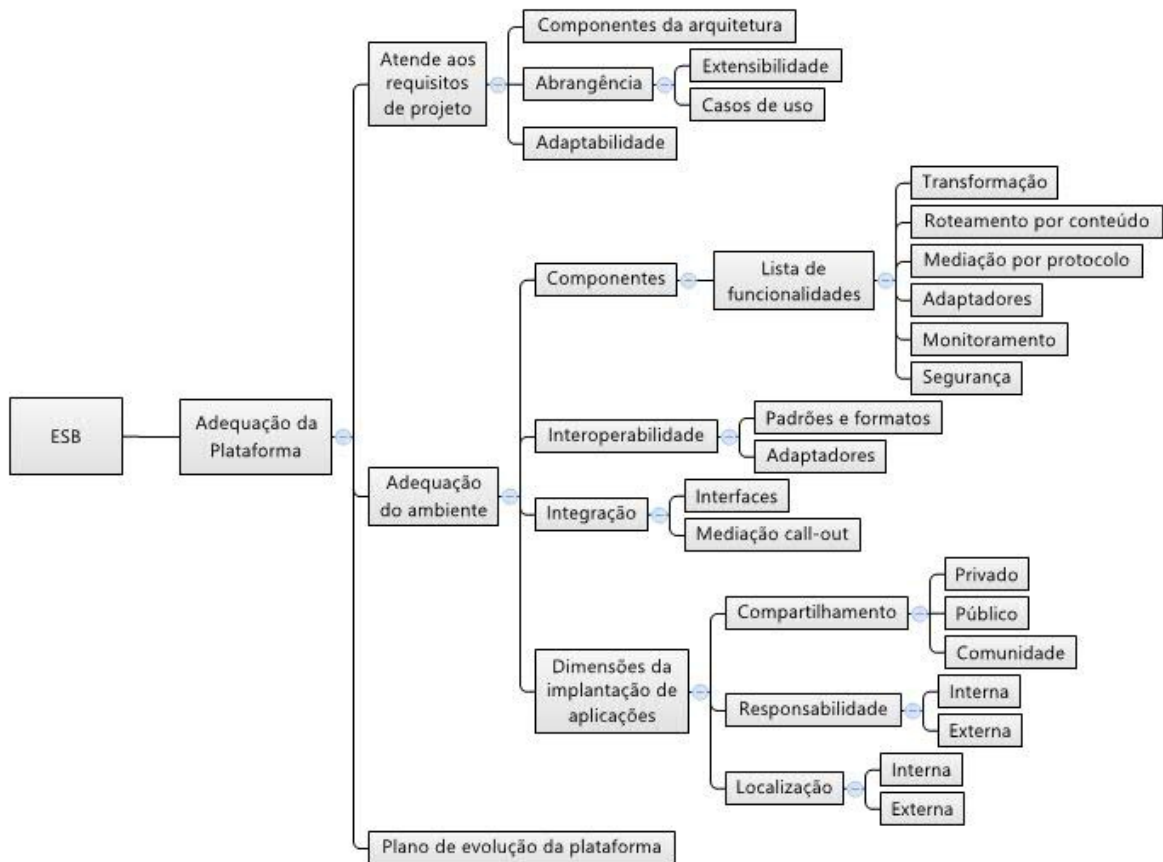 ESB
Adequação da
Plataforma
Atende aos
requisitos
de projeto
Componentes da arquitetura
Abrangência
Extensibilidade
Casos de uso
Adaptabilidade
Adequação
do ambiente
Componentes
Lista de
funcionalidades
Transformação
Roteamento por conteúdo
Mediação por protocolo
Adaptadores
Monitoramento
Segurança
Interoperabilidade
Padrões e formatos
Adaptadores
Integração
Interfaces
Mediação call-out
Dimensões da
implantação de
aplicações
Compartilhamento
Privado
Público
Comunidade
Responsabilidade
Interna
Externa
Localização
Interna
Externa
Plano de evolução da plataforma